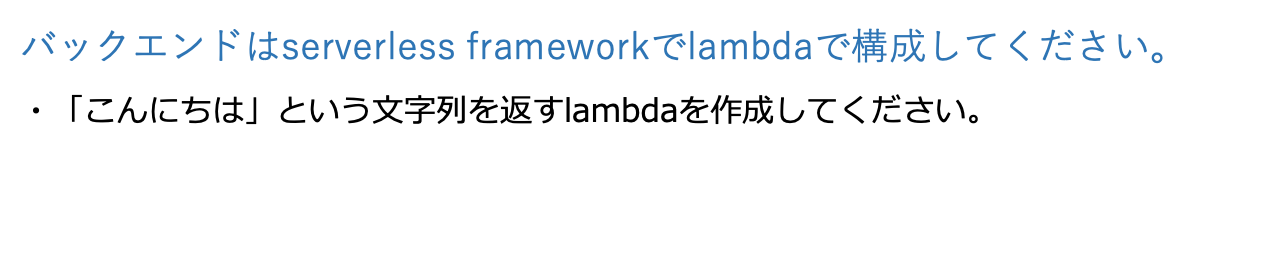 バックエンドはserverless frameworkでlambdaで構成してください。
・「こんにちは」という文字列を返すlambdaを作成してください。